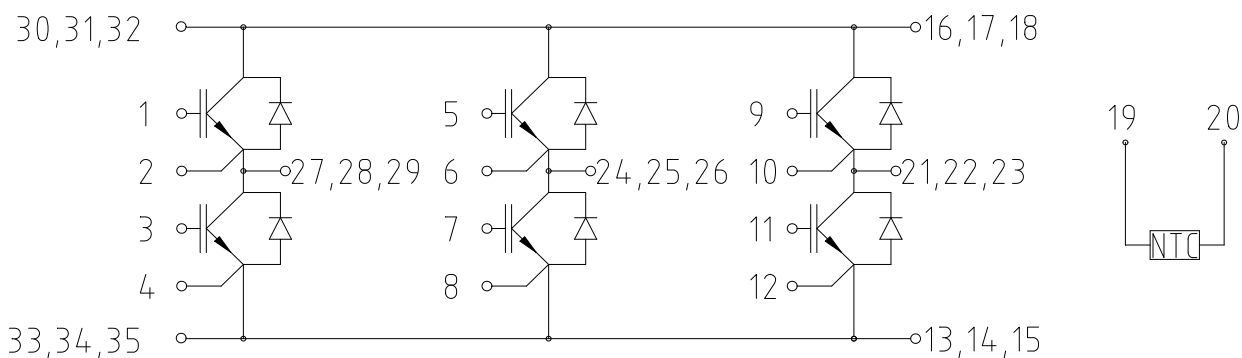 30,31,32 16,17,18
1 5 9 19 20
2 27,28,29 6 24,25,26 10 21,22,23
3 7 11 NTC
4 8 12
33,34,35 13,14,15